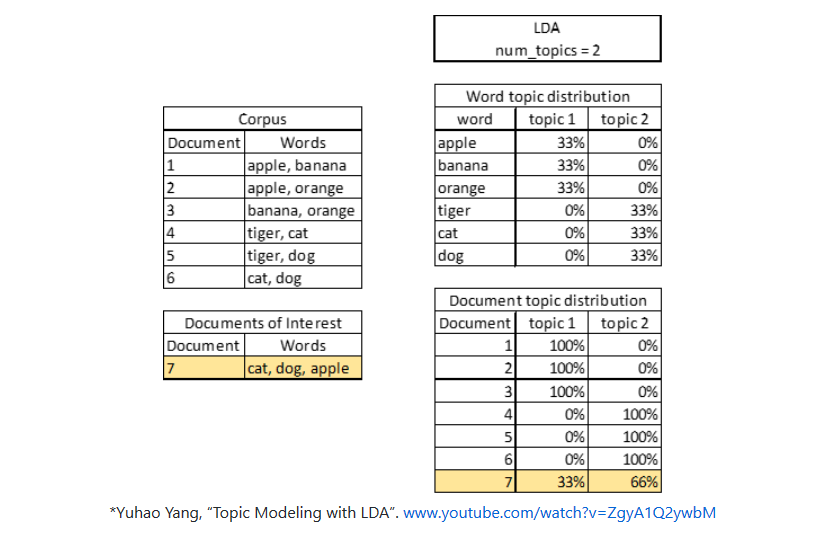 LDA
num_topics = 2
Corpus
Document Words
1 apple, banana
2 apple, orange
3 banana, orange
4 tiger, cat
5 tiger, dog
6 cat, dog
Documents of Interest
Document Words
7 cat, dog, apple
Word topic distribution
word topic 1 topic 2
apple 33% 0%
banana 33% 0%
orange 33% 0%
tiger 0% 33%
cat 0% 33%
dog 0% 33%
Document topic distribution
Document topic 1 topic 2
1 100% 0%
2 100% 0%
3 100% 0%
4 0% 100%
5 0% 100%
6 0% 100%
7 33% 66%
*Yuhao Yang, “Topic Modeling with LDA”. www.youtube.com/watch?v=ZgyA1Q2ywbM